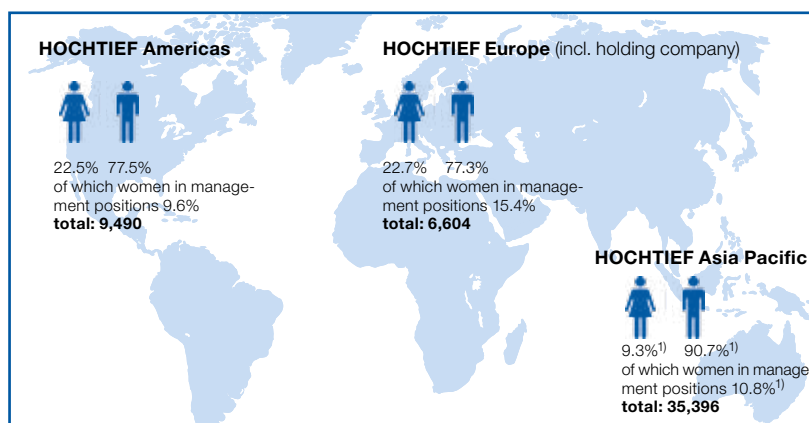 HOCHTIEF Americas
22.5% 77.5%
of which women in manage-
ment positions 9.6%
total: 9,490
HOCHTIEF Europe (incl. holding company)
22.7% 77.3%
of which women in manage-
ment positions 15.4%
total: 6,604
HOCHTIEF Asia Pacific
9.3%1) 90.7%1)
of which women in manage
ment positions 10.8%1)
total: 35,396